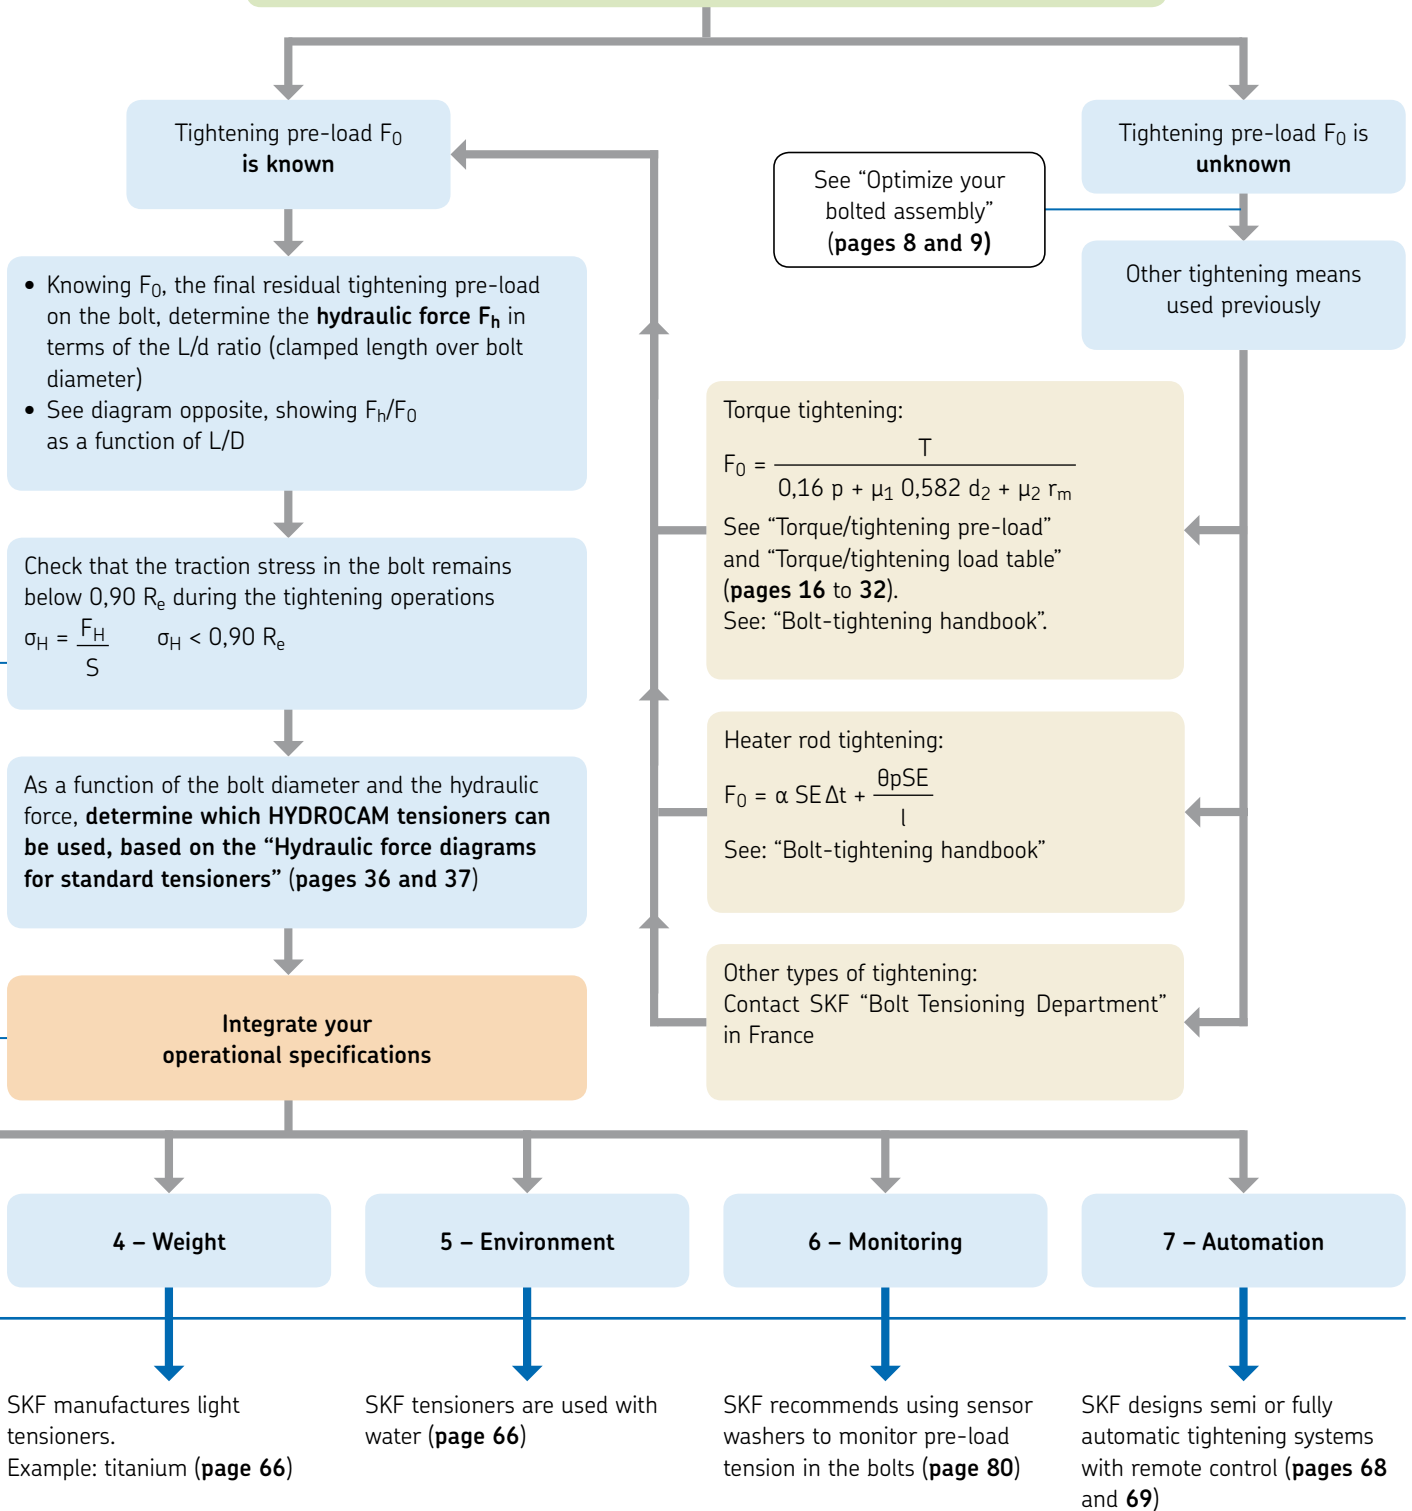 Tightening pre-load F₀
is known
See “Optimize your
bolted assembly”
(pages 8 and 9)
Tightening pre-load F₀ is
unknown
Other tightening means
used previously
• Knowing F₀, the final residual tightening pre-load
on the bolt, determine the hydraulic force Fₕ in
terms of the L/d ratio (clamped length over bolt
diameter)
• See diagram opposite, showing Fₕ/F₀
as a function of L/D
Check that the traction stress in the bolt remains
below 0,90 Rₑ during the tightening operations
σH = FH / S σH < 0,90 Rₑ
As a function of the bolt diameter and the hydraulic
force, determine which HYDROCAM tensioners can
be used, based on the “Hydraulic force diagrams
for standard tensioners” (pages 36 and 37)
Integrate your
operational specifications
Torque tightening:
F₀ = T / 0,16 p + μ₁ 0,582 d₂ + μ₂ rₘ
See “Torque/tightening pre-load”
and “Torque/tightening load table”
(pages 16 to 32).
See: “Bolt-tightening handbook”.
Heater rod tightening:
F₀ = α SE Δt + θpSE / l
See: “Bolt-tightening handbook”
Other types of tightening:
Contact SKF “Bolt Tensioning Department”
in France
4 – Weight
5 – Environment
6 – Monitoring
7 – Automation
SKF manufactures light
tensioners.
Example: titanium (page 66)
SKF tensioners are used with
water (page 66)
SKF recommends using sensor
washers to monitor pre-load
tension in the bolts (page 80)
SKF designs semi or fully
automatic tightening systems
with remote control (pages 68
and 69)